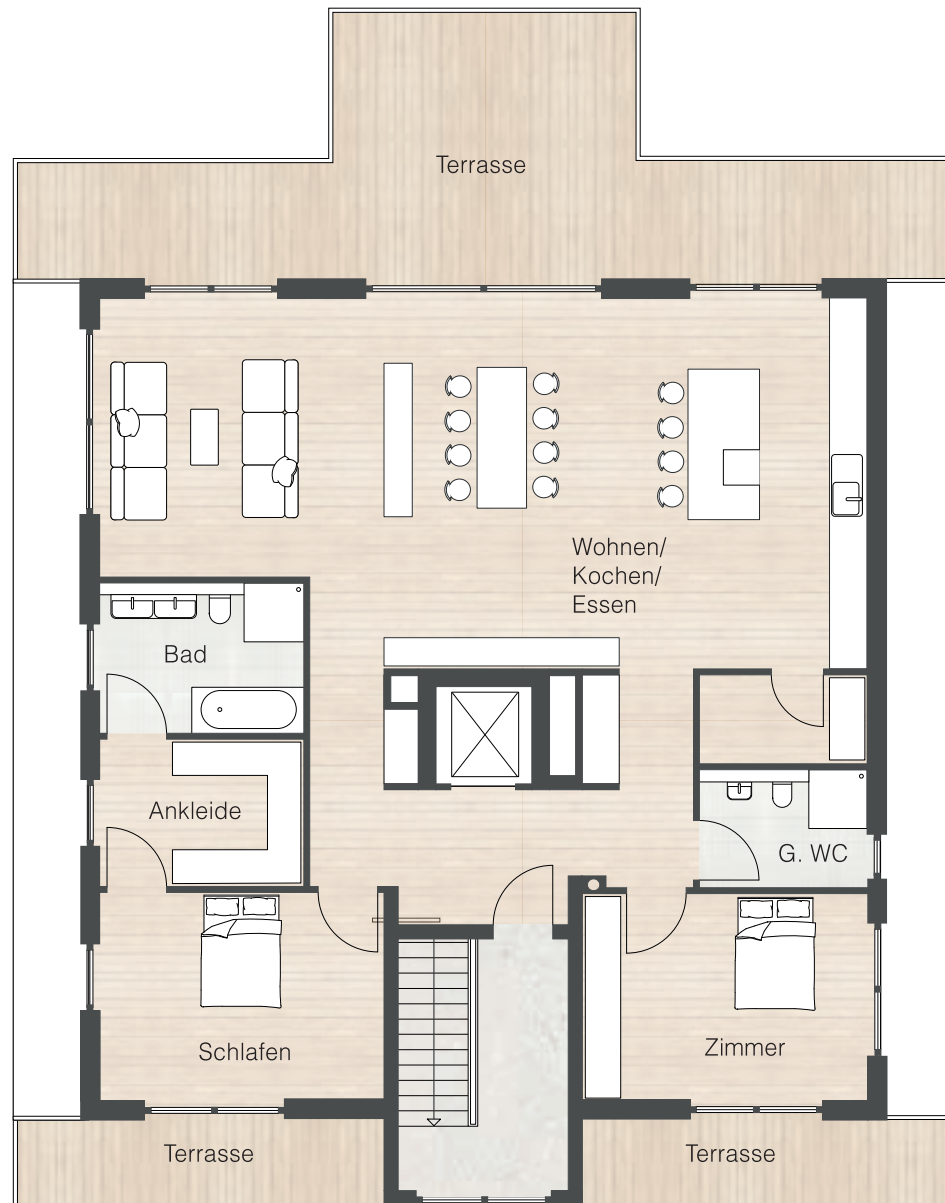 Terrasse
Wohnen/
Kochen/
Essen
Bad
Ankleide
G. WC
Schlafen
Zimmer
Terrasse
Terrasse